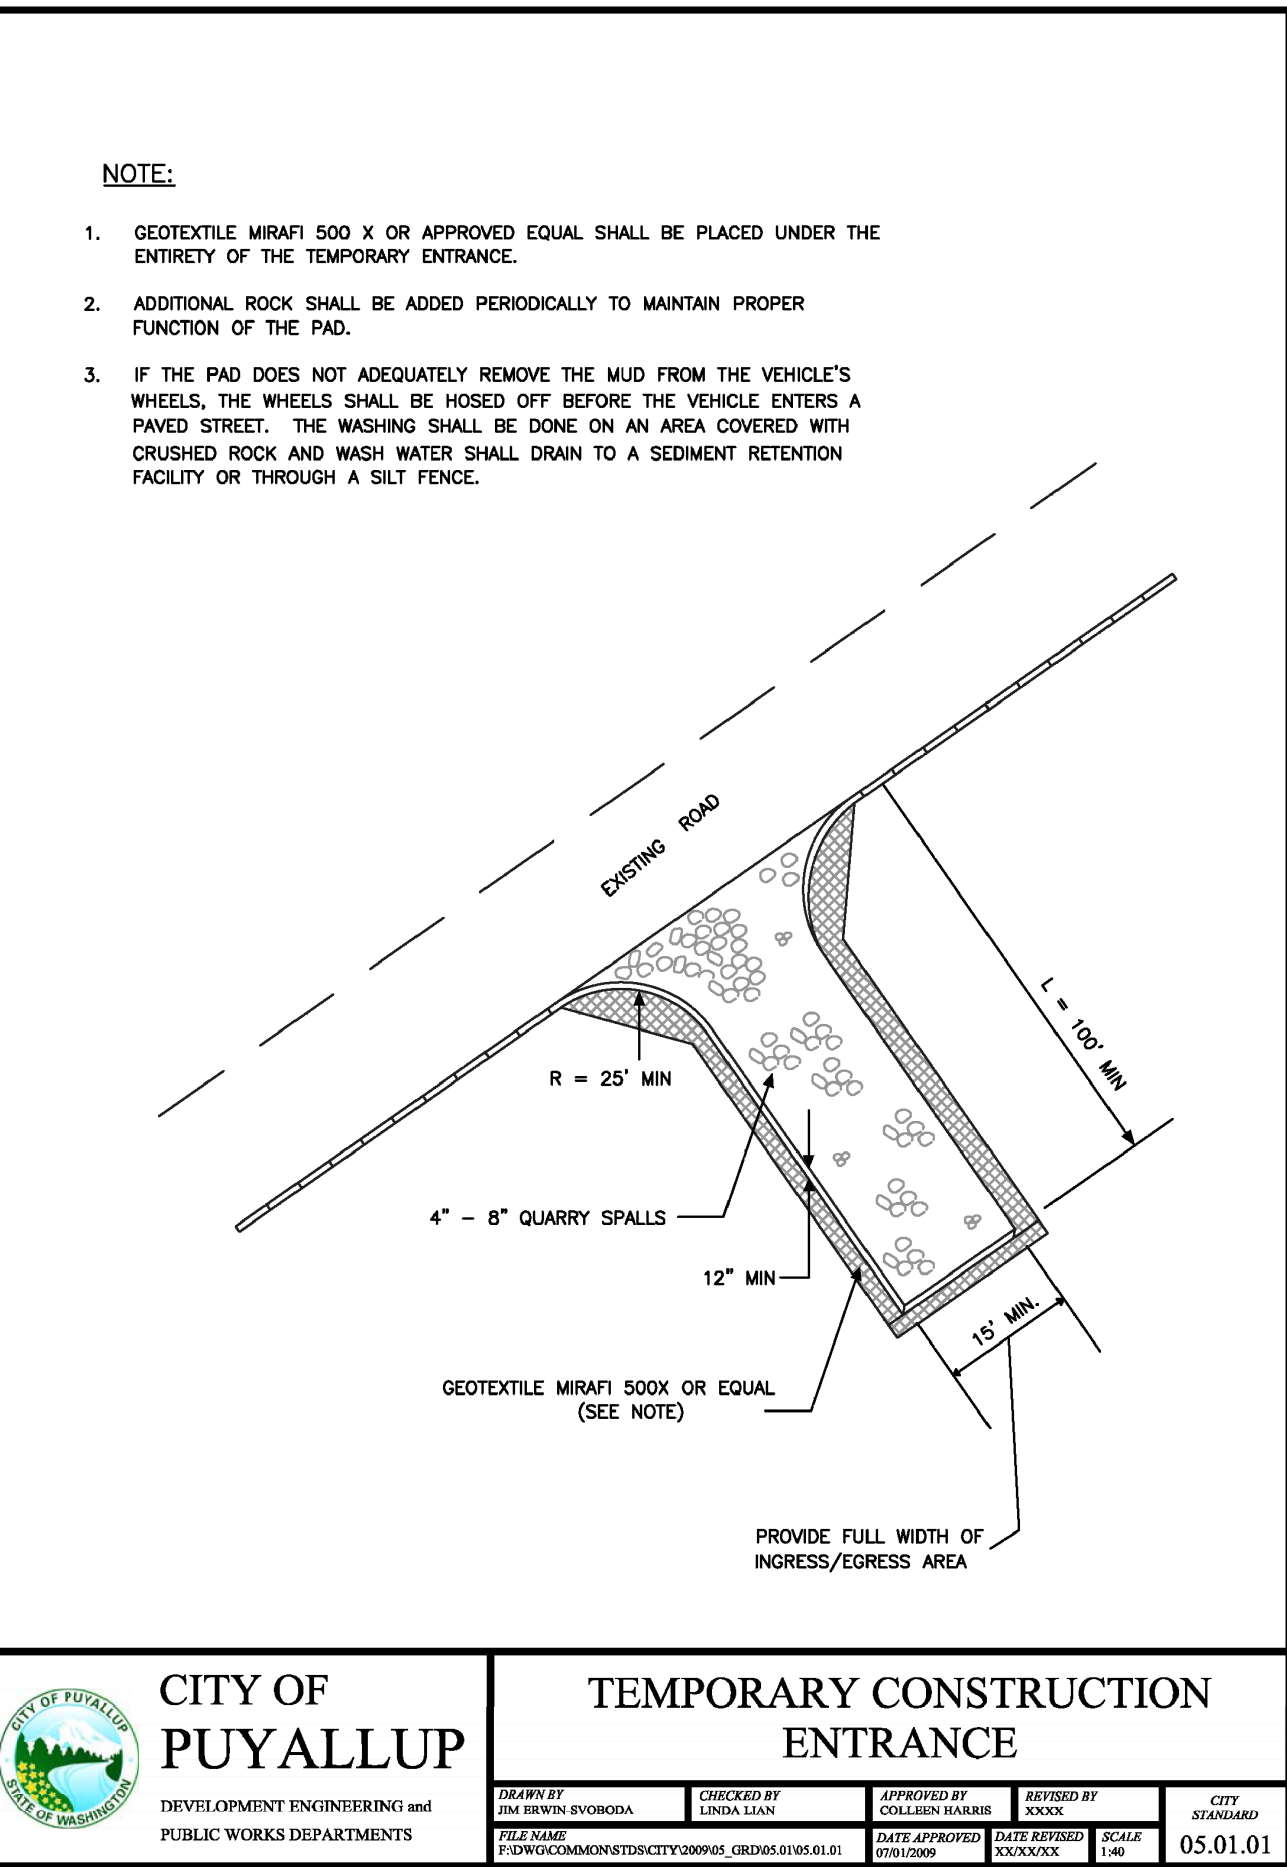 NOTE:
1. GEOTEXTILE MIRAFI 500 X OR APPROVED EQUAL SHALL BE PLACED UNDER THE
ENTIRETY OF THE TEMPORARY ENTRANCE.
2. ADDITIONAL ROCK SHALL BE ADDED PERIODICALLY TO MAINTAIN PROPER
FUNCTION OF THE PAD.
3. IF THE PAD DOES NOT ADEQUATELY REMOVE THE MUD FROM THE VEHICLE'S
WHEELS, THE WHEELS SHALL BE HOSED OFF BEFORE THE VEHICLE ENTERS A
PAVED STREET. THE WASHING SHALL BE DONE ON AN AREA COVERED WITH
CRUSHED ROCK AND WASH WATER SHALL DRAIN TO A SEDIMENT RETENTION
FACILITY OR THROUGH A SILT FENCE.
EXISTING ROAD
L = 100' MIN
R = 25' MIN
4" – 8" QUARRY SPALLS
12" MIN
15' MIN.
GEOTEXTILE MIRAFI 500X OR EQUAL
(SEE NOTE)
PROVIDE FULL WIDTH OF
INGRESS/EGRESS AREA
CITY OF PUYALLUP
STATE OF WASHINGTON
CITY OF
PUYALLUP
DEVELOPMENT ENGINEERING and
PUBLIC WORKS DEPARTMENTS
TEMPORARY CONSTRUCTION
ENTRANCE
DRAWN BY
JIM ERWIN-SVOBODA
CHECKED BY
LINDA LIAN
APPROVED BY
COLLEEN HARRIS
REVISED BY
XXXX
FILE NAME
F:\DWG\COMMON\STDS\CITY\2009\05_GRD\05.01\05.01.01
DATE APPROVED
07/01/2009
DATE REVISED
XX/XX/XX
SCALE
1:40
CITY
STANDARD
05.01.01